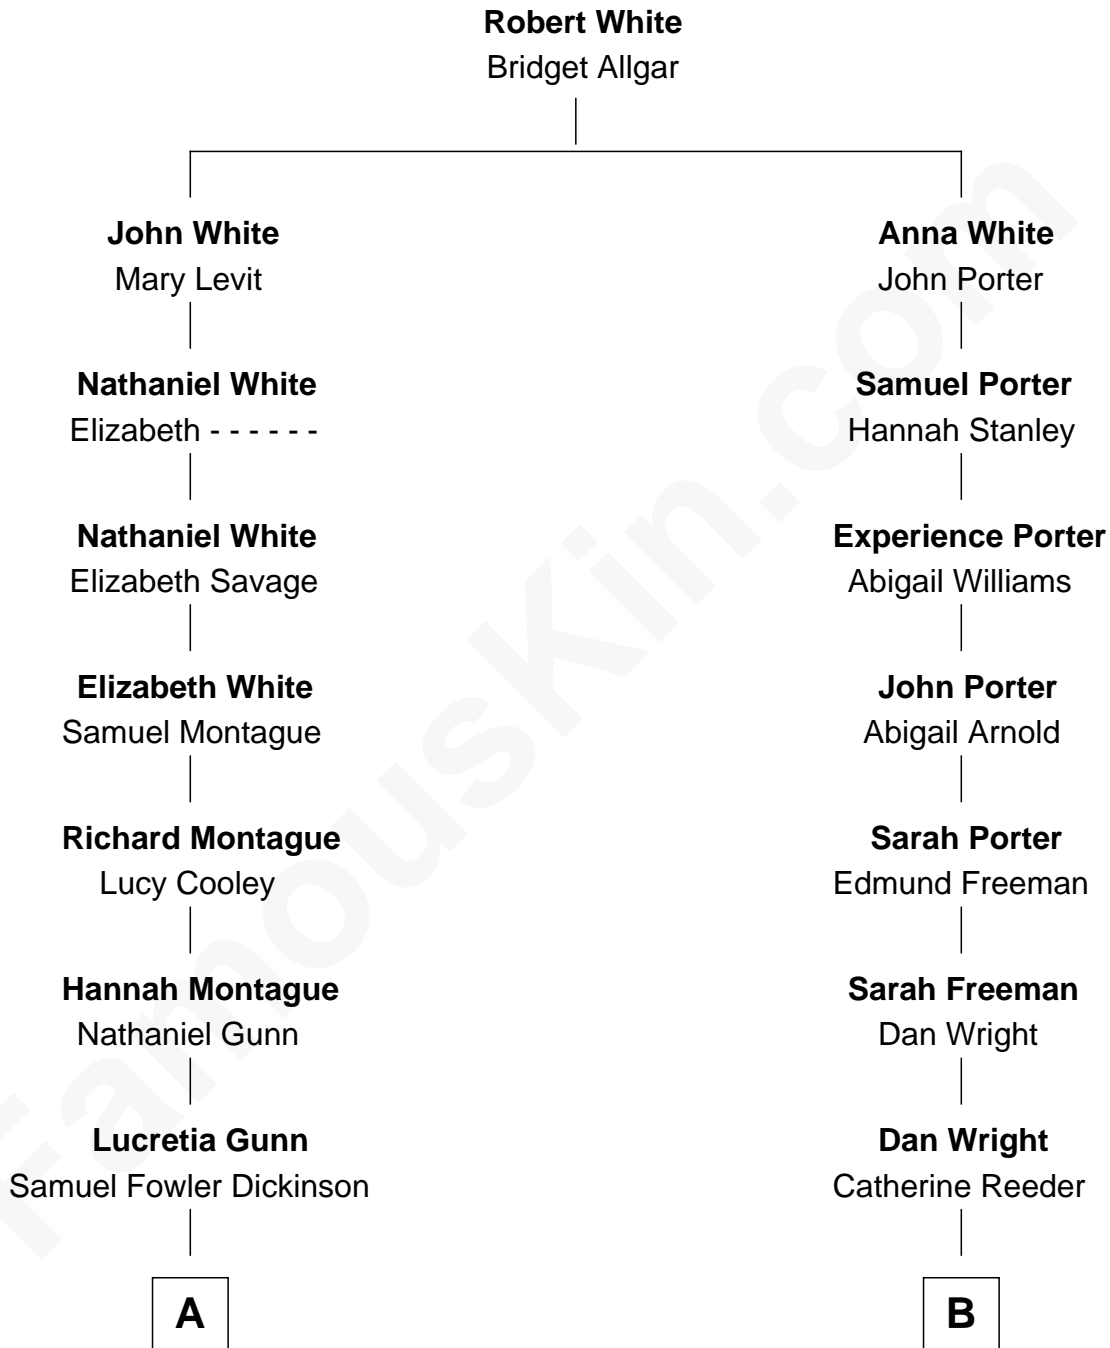 Robert White
Bridget Allgar
John White
Mary Levit
Anna White
John Porter
Nathaniel White
Elizabeth - - - - - -
Samuel Porter
Hannah Stanley
Nathaniel White
Elizabeth Savage
Experience Porter
Abigail Williams
Elizabeth White
Samuel Montague
John Porter
Abigail Arnold
Richard Montague
Lucy Cooley
Sarah Porter
Edmund Freeman
Hannah Montague
Nathaniel Gunn
Sarah Freeman
Dan Wright
Lucretia Gunn
Samuel Fowler Dickinson
Dan Wright
Catherine Reeder
A
B
FamousKin.com